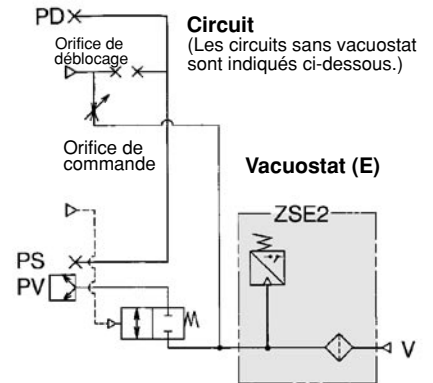 PD
Circuit
(Les circuits sans vacuostat
sont indiqués ci-dessous.)
Orifice de
déblocage
Orifice de
commande
Vacuostat (E)
ZSE2
PS
PV
V